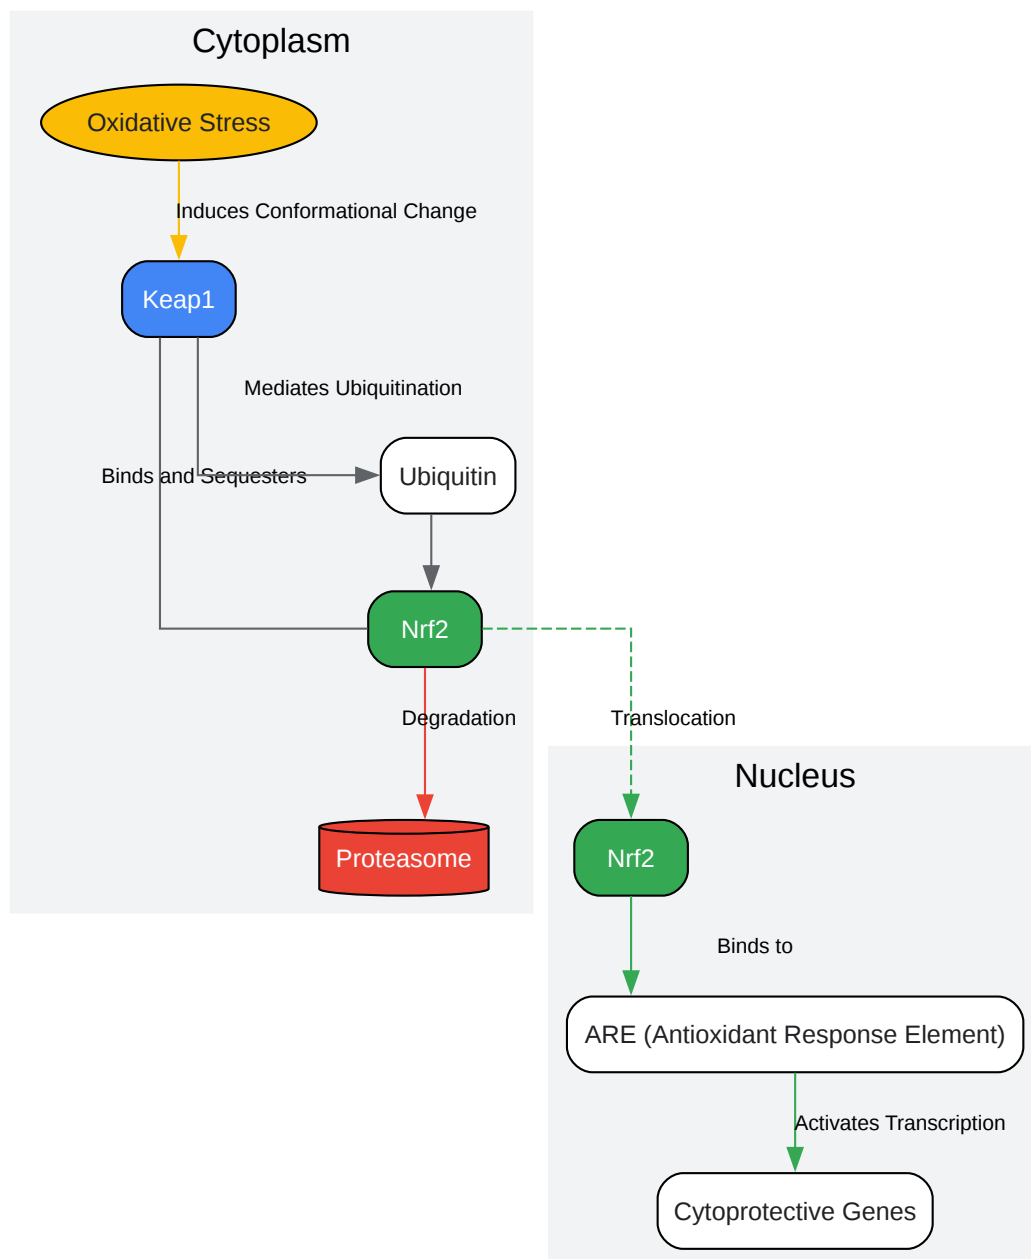 Cytoplasm
Oxidative Stress
Induces Conformational Change
Keap1
Mediates Ubiquitination
Binds and Sequesters
Ubiquitin
Nrf2
Degradation
Translocation
Proteasome
Nucleus
Nrf2
Binds to
ARE (Antioxidant Response Element)
Activates Transcription
Cytoprotective Genes